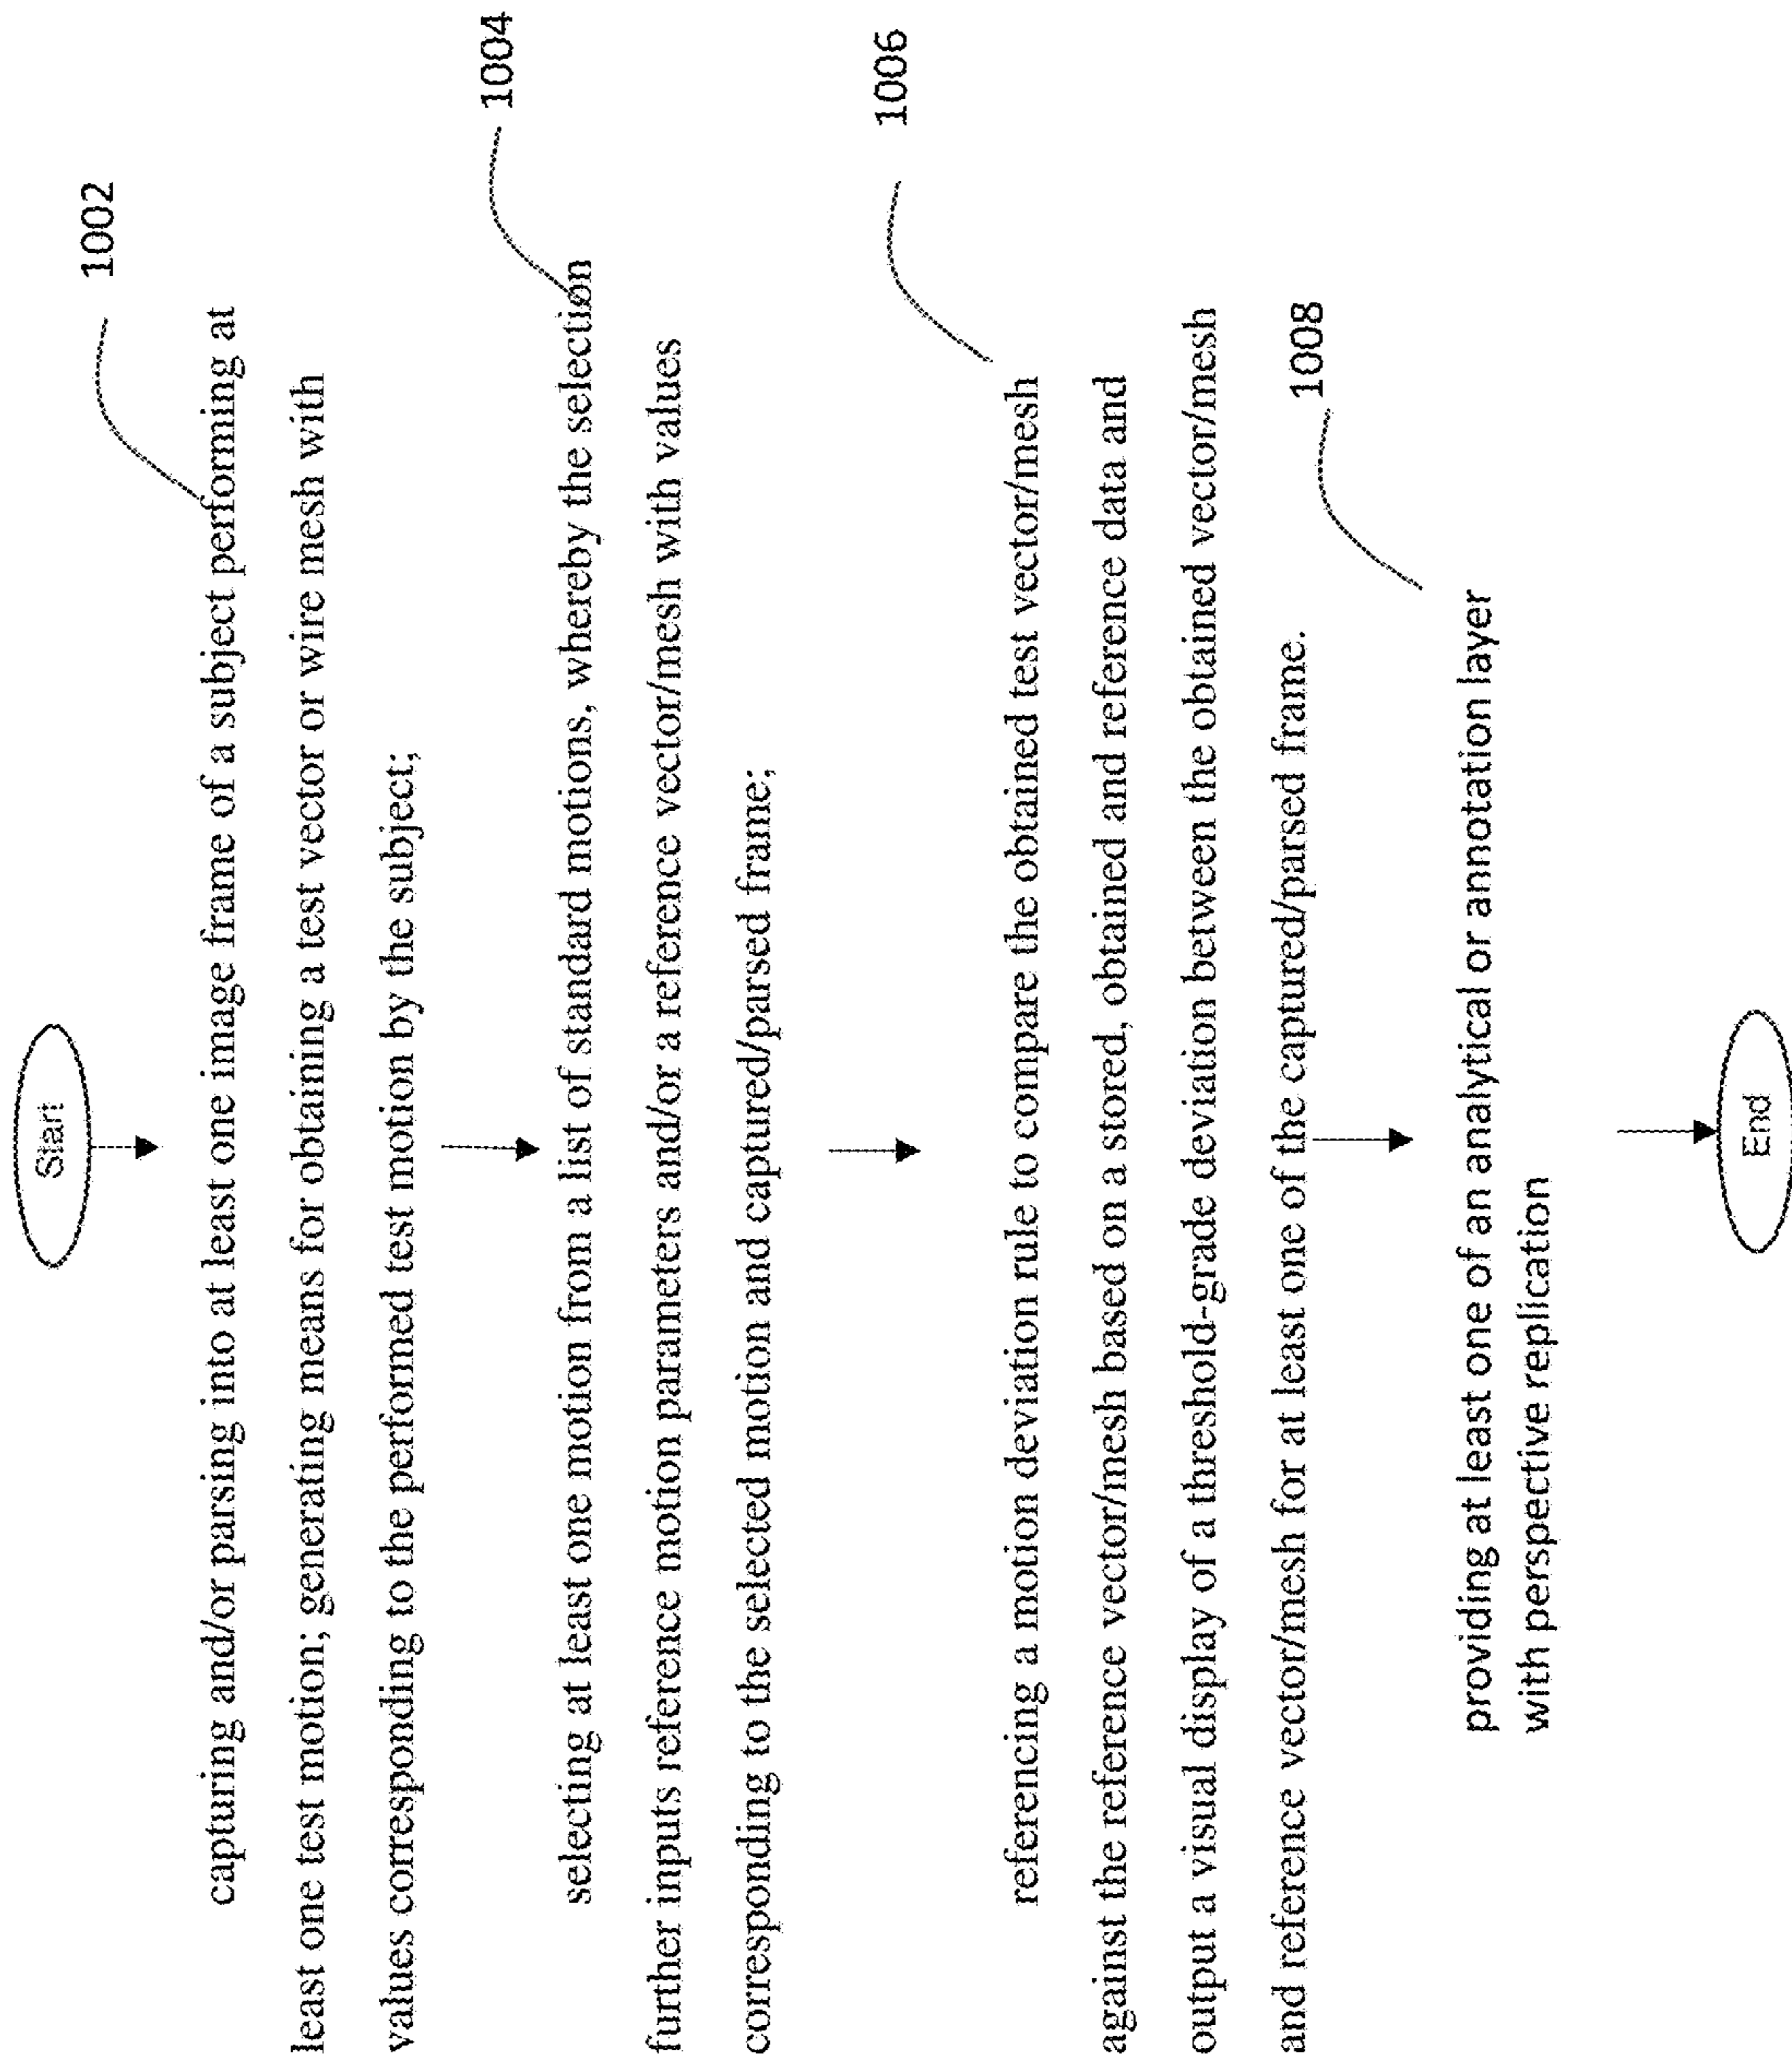 Start
1002
capturing and/or parsing into at least one image frame of a subject performing at
least one test motion; generating means for obtaining a test vector or wire mesh with
values corresponding to the performed test motion by the subject;
1004
selecting at least one motion from a list of standard motions, whereby the selection
further inputs reference motion parameters and/or a reference vector/mesh with values
corresponding to the selected motion and captured/parsed frame;
1006
referencing a motion deviation rule to compare the obtained test vector/mesh
against the reference vector/mesh based on a stored, obtained and reference data and
output a visual display of a threshold-grade deviation between the obtained vector/mesh
and reference vector/mesh for at least one of the captured/parsed frame.
1008
providing at least one of an analytical or annotation layer
with perspective replication
End